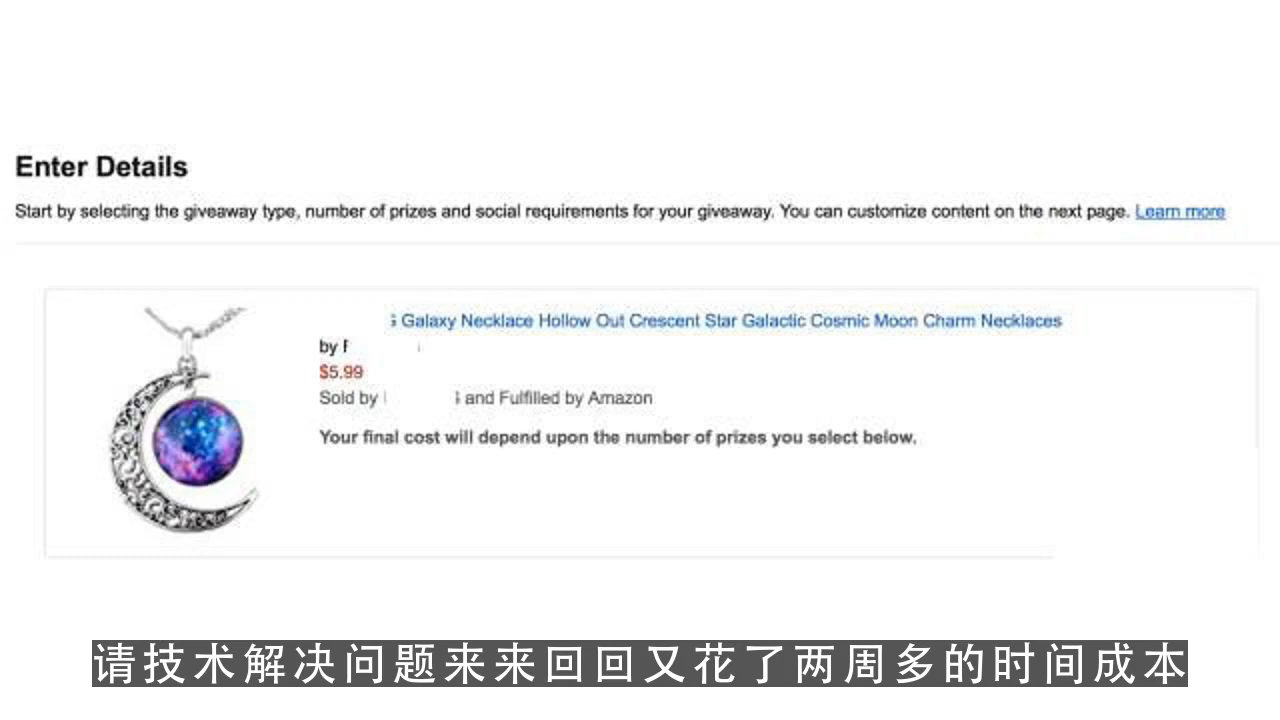 Enter Details
Start by selecting the giveaway type, number of prizes and social requirements for your giveaway. You can customize content on the next page. Learn more
Galaxy Necklace Hollow Out Crescent Star Galactic Cosmic Moon Charm Necklaces
by
$5.99
Sold by and Fulfilled by Amazon
Your final cost will depend upon the number of prizes you select below.
请技术解决问题来来回回又花了两周多的时间成本